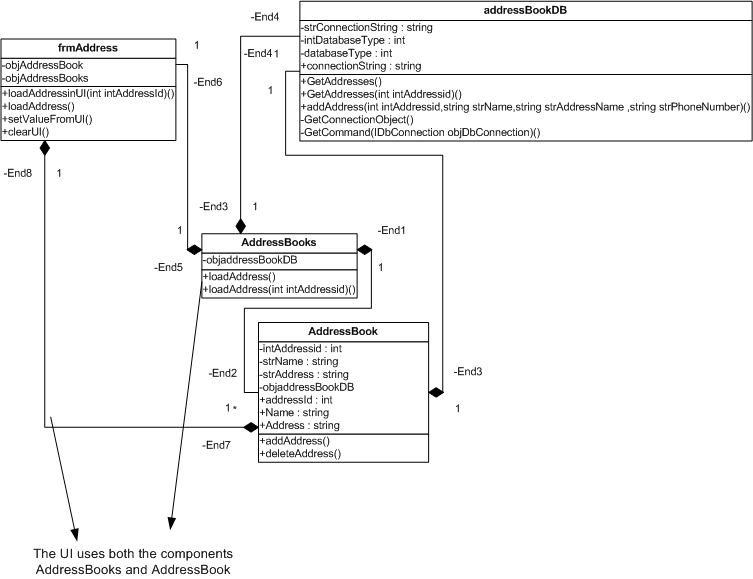 addressBookDB
-strConnectionString : string
-intDatabaseType : int
-databaseType : int
+connectionString : string
+GetAddresses()
+GetAddresses(int intAddressid)()
+addAddress(int intAddressid,string strName,string strAddressName ,string strPhoneNumber)()
-GetConnectionObject()
-GetCommand(IDbConnection objDbConnection)()
-End4
-End4
1
1
frmAddress
-objAddressBook
-objAddressBooks
+loadAddressinUI(int intAddressId)()
+loadAddress()
+setValueFromUI()
+clearUI()
1
-End6
-End8
1
-End3
1
1
-End5
AddressBooks
-objaddressBookDB
+loadAddress()
+loadAddress(int intAddressid)()
-End1
1
AddressBook
-intAddressid : int
-strName : string
-strAddress : string
-objaddressBookDB
+addressId : int
+Name : string
+Address : string
+addAddress()
+deleteAddress()
-End2
1 *
-End7
-End3
1
The UI uses both the components
AddressBooks and AddressBook